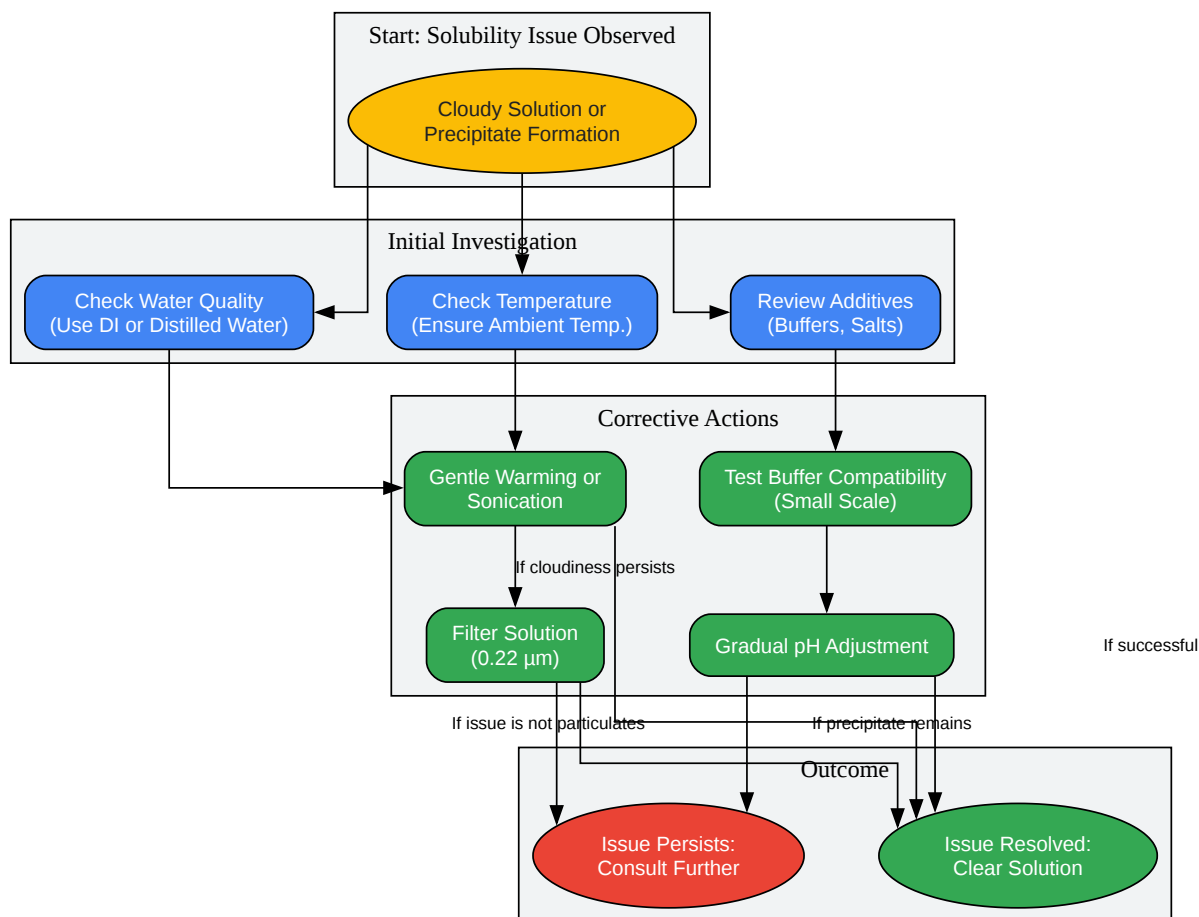 Start: Solubility Issue Observed
Cloudy Solution or
Precipitate Formation
Initial Investigation
Check Water Quality
(Use DI or Distilled Water)
Check Temperature
(Ensure Ambient Temp.)
Review Additives
(Buffers, Salts)
Corrective Actions
Gentle Warming or
Sonication
Test Buffer Compatibility
(Small Scale)
If cloudiness persists
Filter Solution
(0.22 µm)
Gradual pH Adjustment
If successful
If issue is not particulates
If precipitate remains
Outcome
Issue Persists:
Consult Further
Issue Resolved:
Clear Solution